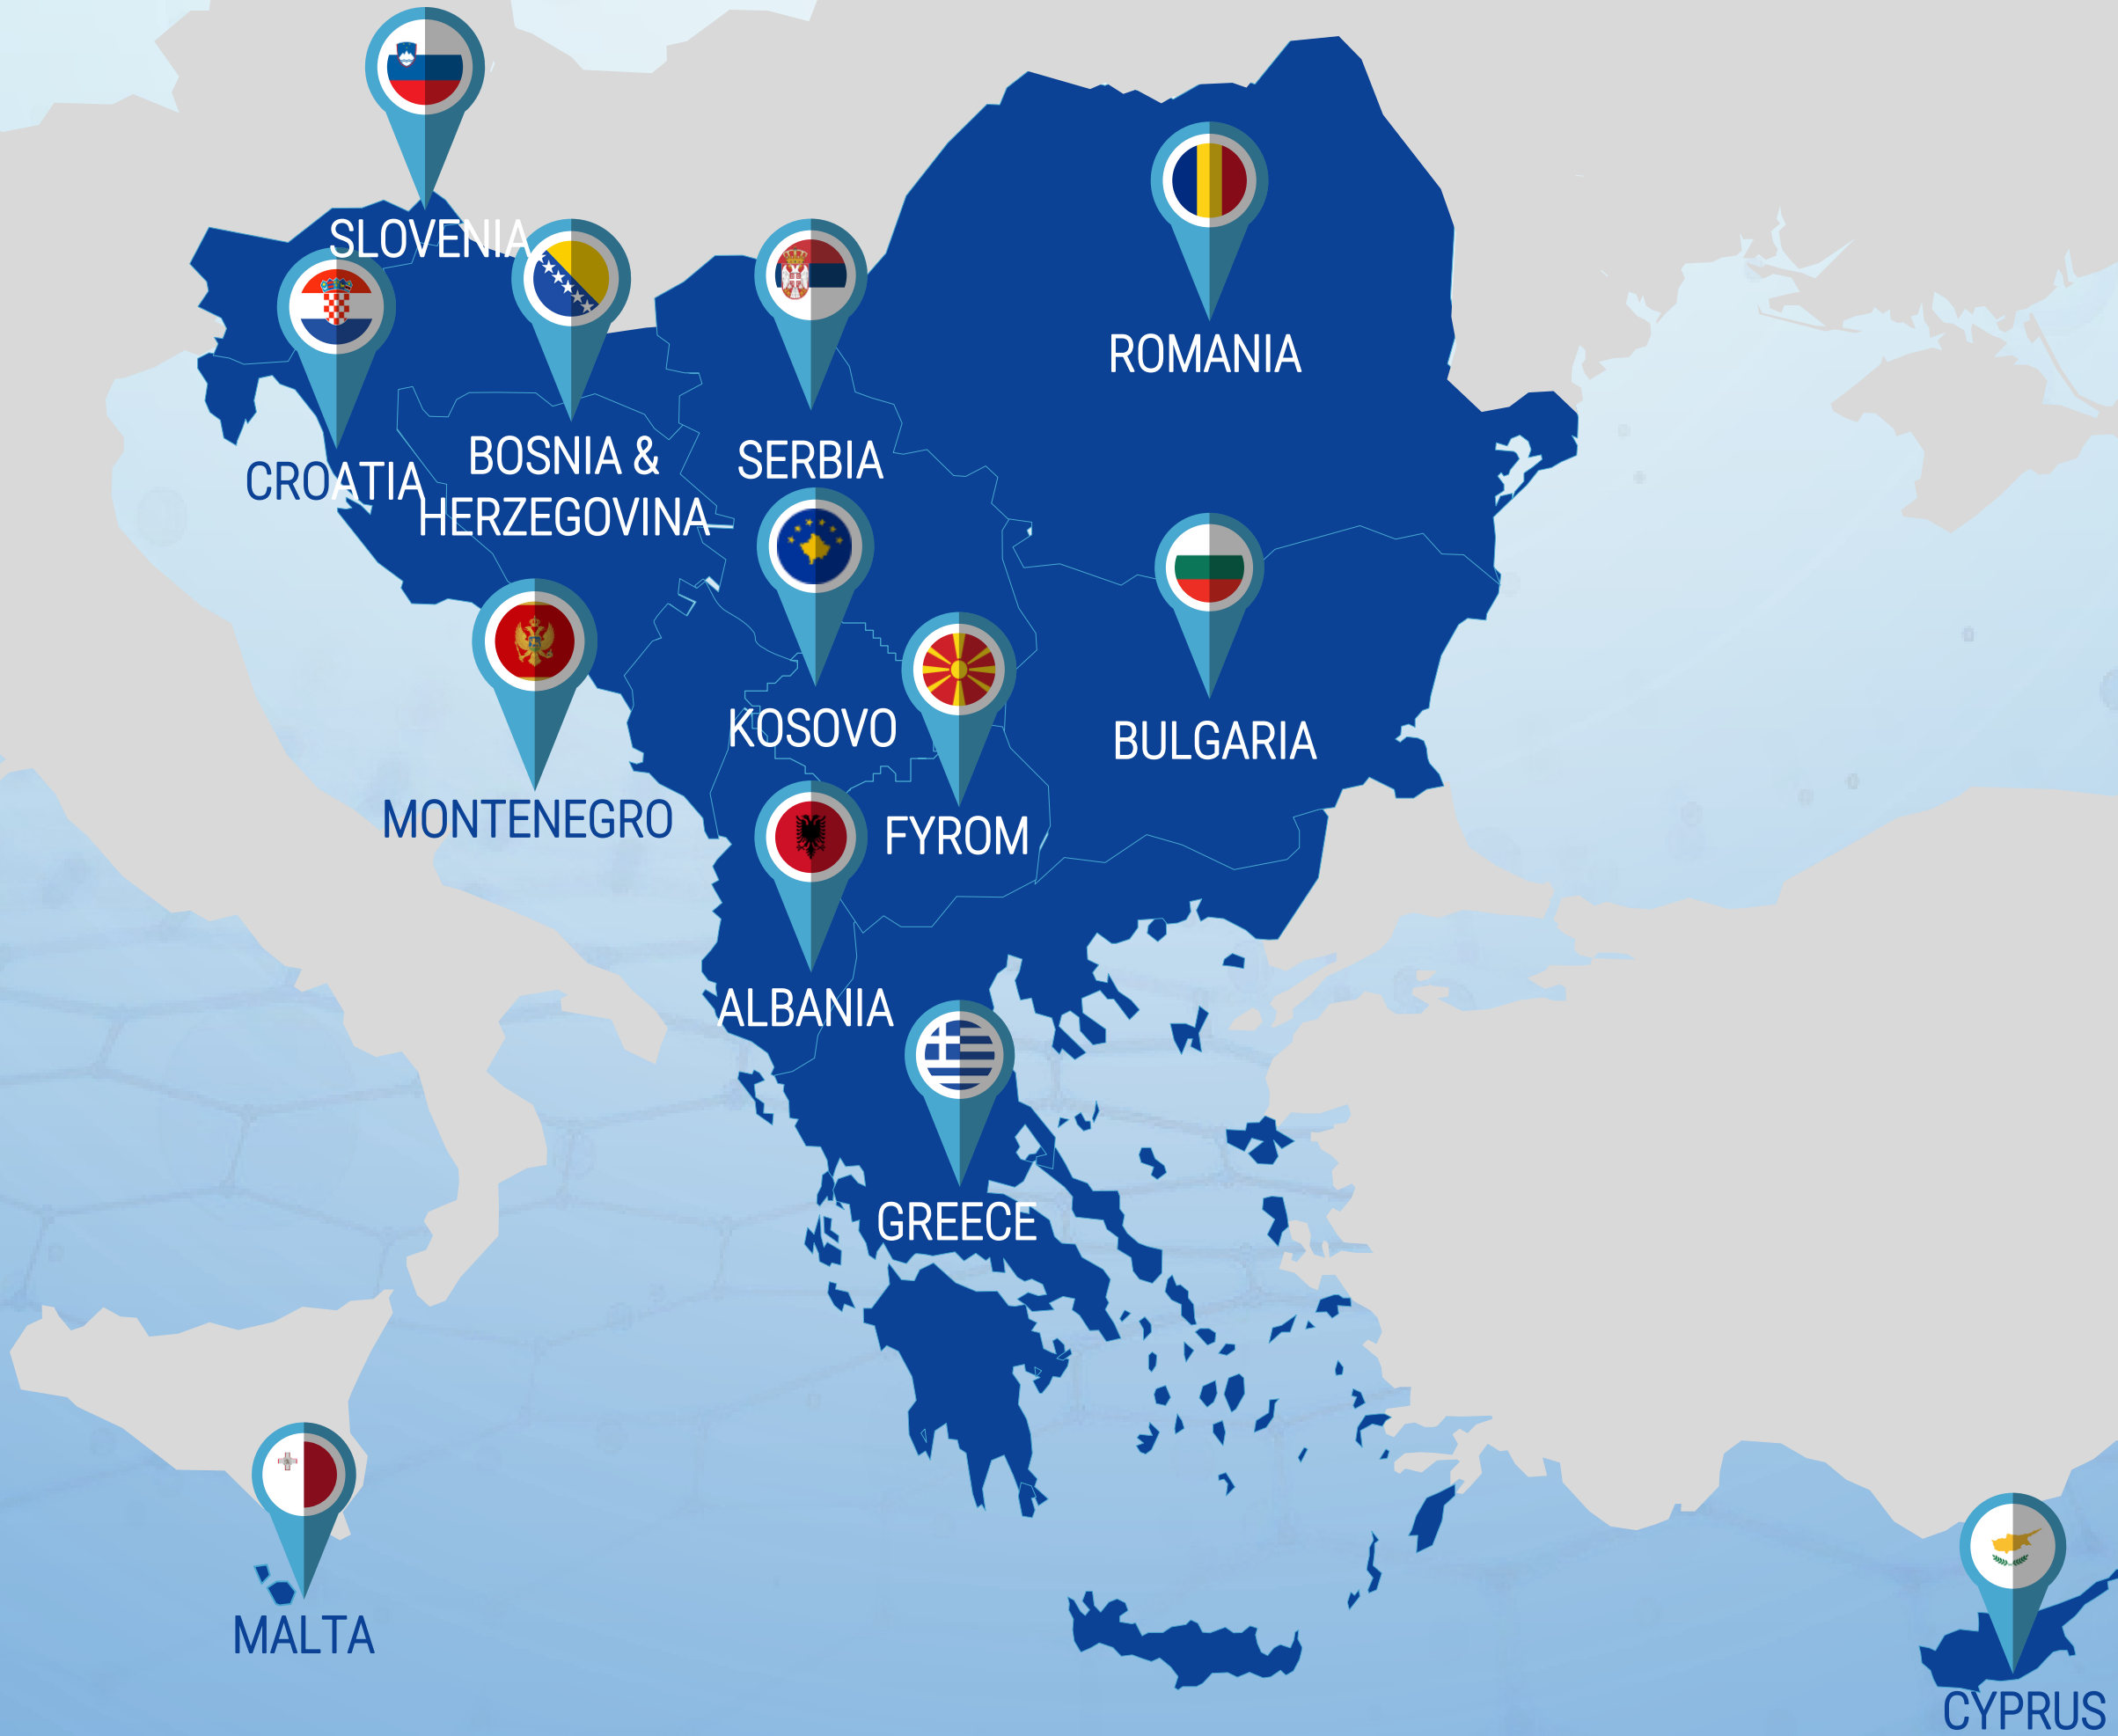 SLOVENIA
ROMANIA
CROATIA
BOSNIA &
HERZEGOVINA
SERBIA
KOSOVO
BULGARIA
MONTENEGRO
FYROM
ALBANIA
GREECE
MALTA
CYPRUS